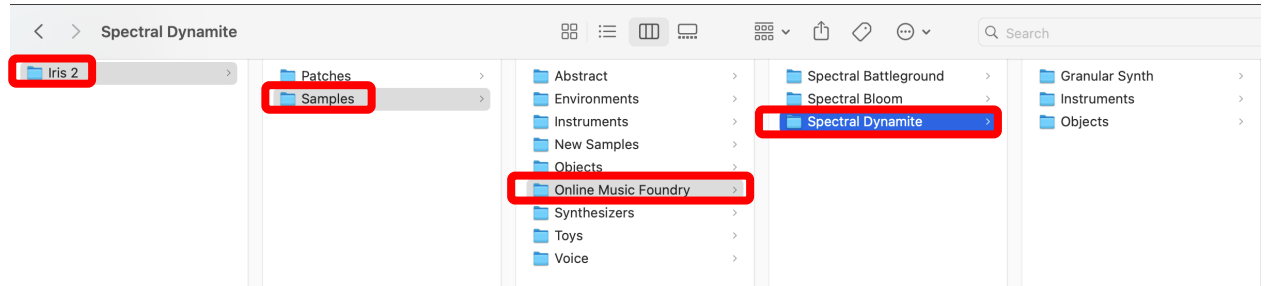 Spectral Dynamite
Search
Iris 2
Patches
Samples
Abstract
Environments
Instruments
New Samples
Objects
Online Music Foundry
Synthesizers
Toys
Voice
Spectral Battleground
Spectral Bloom
Spectral Dynamite
Granular Synth
Instruments
Objects